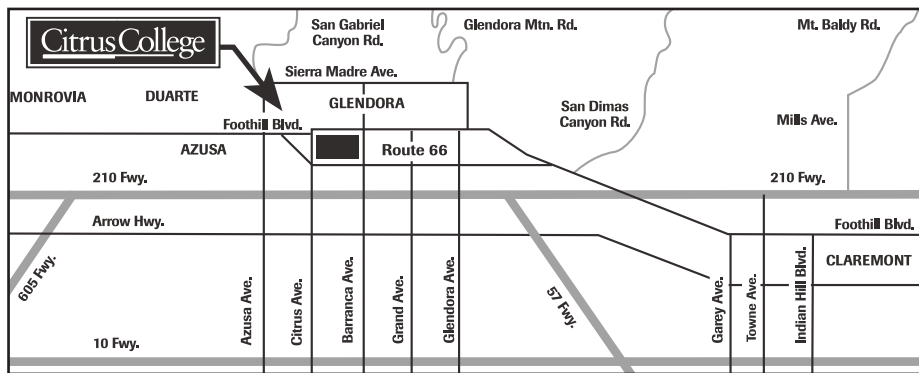 Citrus College
San Gabriel
Canyon Rd.
Glendora Mtn. Rd.
Mt. Baldy Rd.
Sierra Madre Ave.
MONROVIA
DUARTE
GLENDORA
San Dimas
Canyon Rd.
Foothill Blvd.
Mills Ave.
AZUSA
Route 66
210 Fwy.
210 Fwy.
Arrow Hwy.
Foothill Blvd.
CLAREMONT
605 Fwy.
Azusa Ave.
Citrus Ave.
Barranca Ave.
Grand Ave.
Glendora Ave.
57 Fwy.
Garey Ave.
Towne Ave.
Indian Hill Blvd.
10 Fwy.